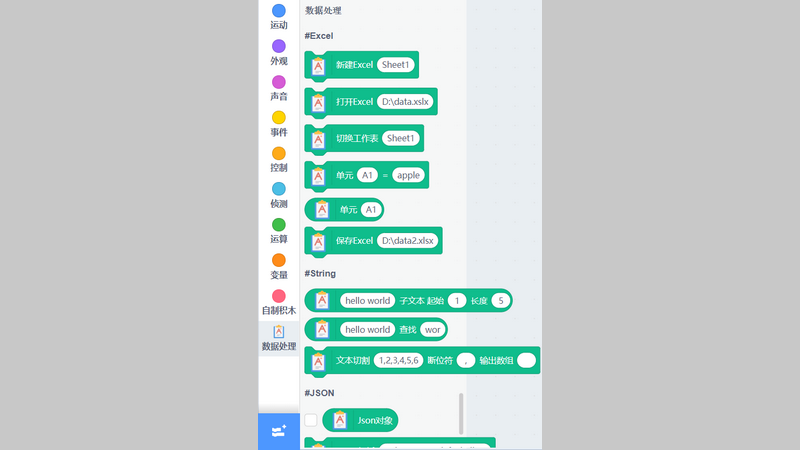 数据处理
#Excel
新建Excel Sheet1
打开Excel D:\data.xslx
切换工作表 Sheet1
单元 A1 = apple
单元 A1
保存Excel D:\data2.xlsx
#String
hello world 子文本 起始 1 长度 5
hello world 查找 wor
文本切割 1,2,3,4,5,6 断位符 , 输出数组
#JSON
Json对象
运动
外观
声音
事件
控制
侦测
运算
变量
自制积木
数据处理